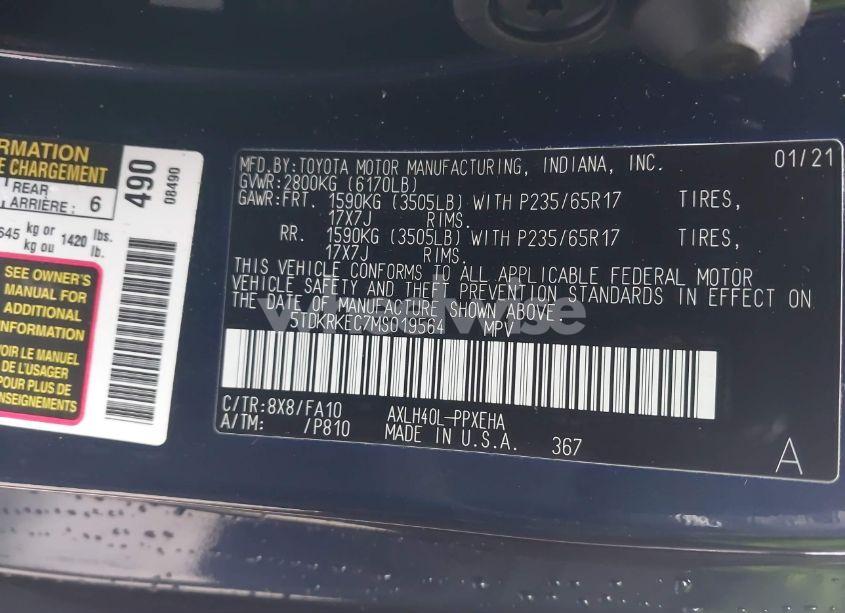 RMATION
E CHARGEMENT
REAR
ARRIÈRE: 6
645 kg or 1420 lbs.
kg ou lb.
SEE OWNER'S
MANUAL FOR
ADDITIONAL
INFORMATION
VOIR LE MANUEL
DE L'USAGER
POUR PLUS DE
RENSEIGNEMENTS
490
08490
MFD.BY:TOYOTA MOTOR MANUFACTURING, INDIANA, INC. 01/21
GVWR:2800KG (6170LB)
GAWR:FRT. 1590KG (3505LB) WITH P235/65R17 TIRES,
17X7J RIMS.
RR. 1590KG (3505LB) WITH P235/65R17 TIRES,
17X7J RIMS.
THIS VEHICLE CONFORMS TO ALL APPLICABLE FEDERAL MOTOR
VEHICLE SAFETY AND THEFT PREVENTION STANDARDS IN EFFECT ON
THE DATE OF MANUFACTURE SHOWN ABOVE.
5TDKRKEC7MS019564 MPV
C/TR:8X8/FA10 AXLH40L-PPXEHA
A/TM: /P810 MADE IN U.S.A. 367
A